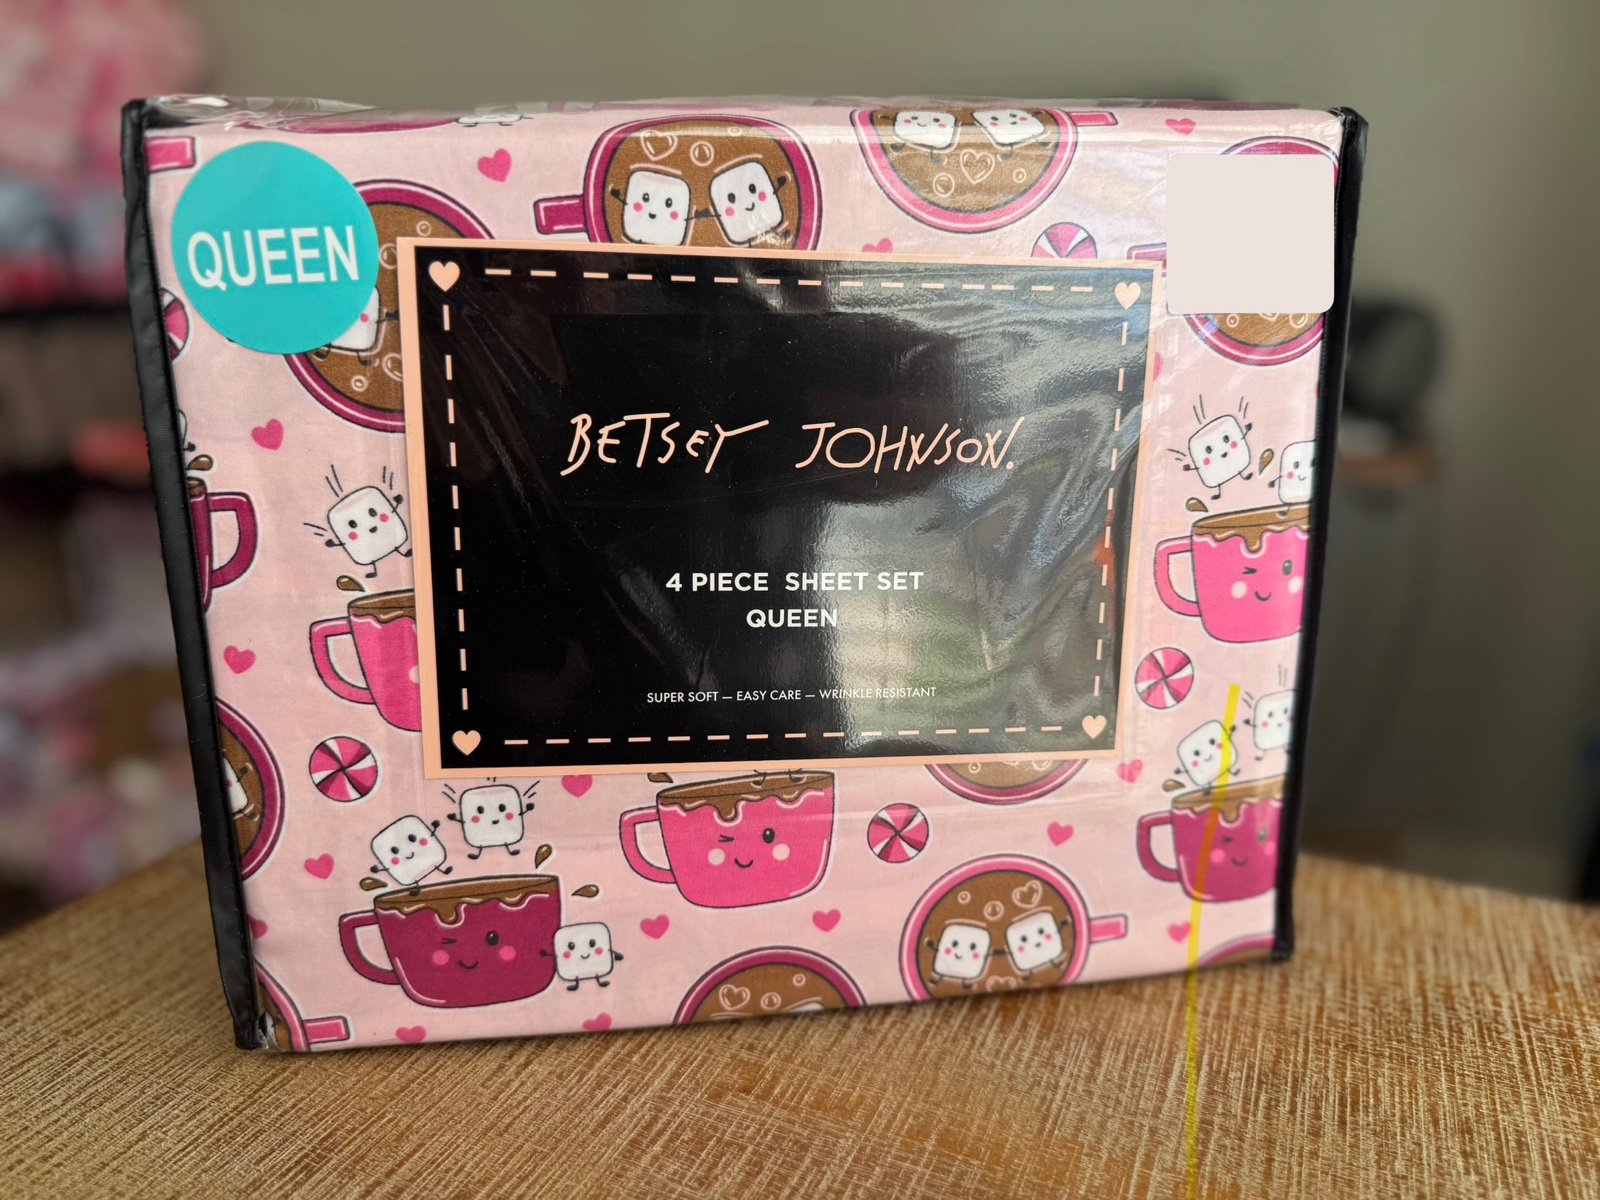 QUEEN
BETSEY JOHNSON.
4 PIECE SHEET SET
QUEEN
SUPER SOFT — EASY CARE — WRINKLE RESISTANT